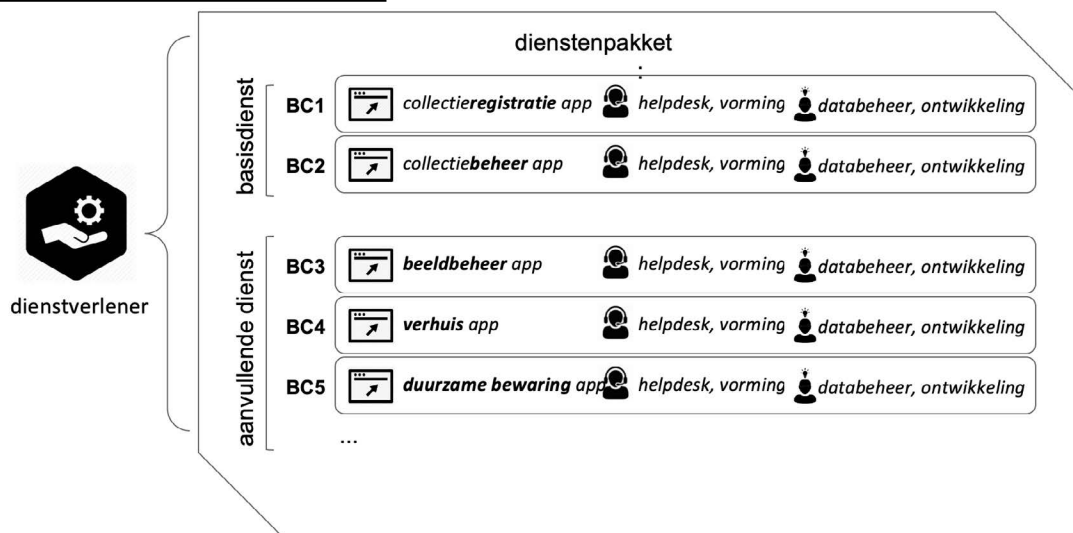 dienstenpakket
:
basisdienst
BC1 collectieregistratie app helpdesk, vorming databeheer, ontwikkeling
BC2 collectiebeheer app helpdesk, vorming databeheer, ontwikkeling
dienstverlener
aanvullende dienst
BC3 beeldbeheer app helpdesk, vorming databeheer, ontwikkeling
BC4 verhuis app helpdesk, vorming databeheer, ontwikkeling
BC5 duurzame bewaring app helpdesk, vorming databeheer, ontwikkeling
...